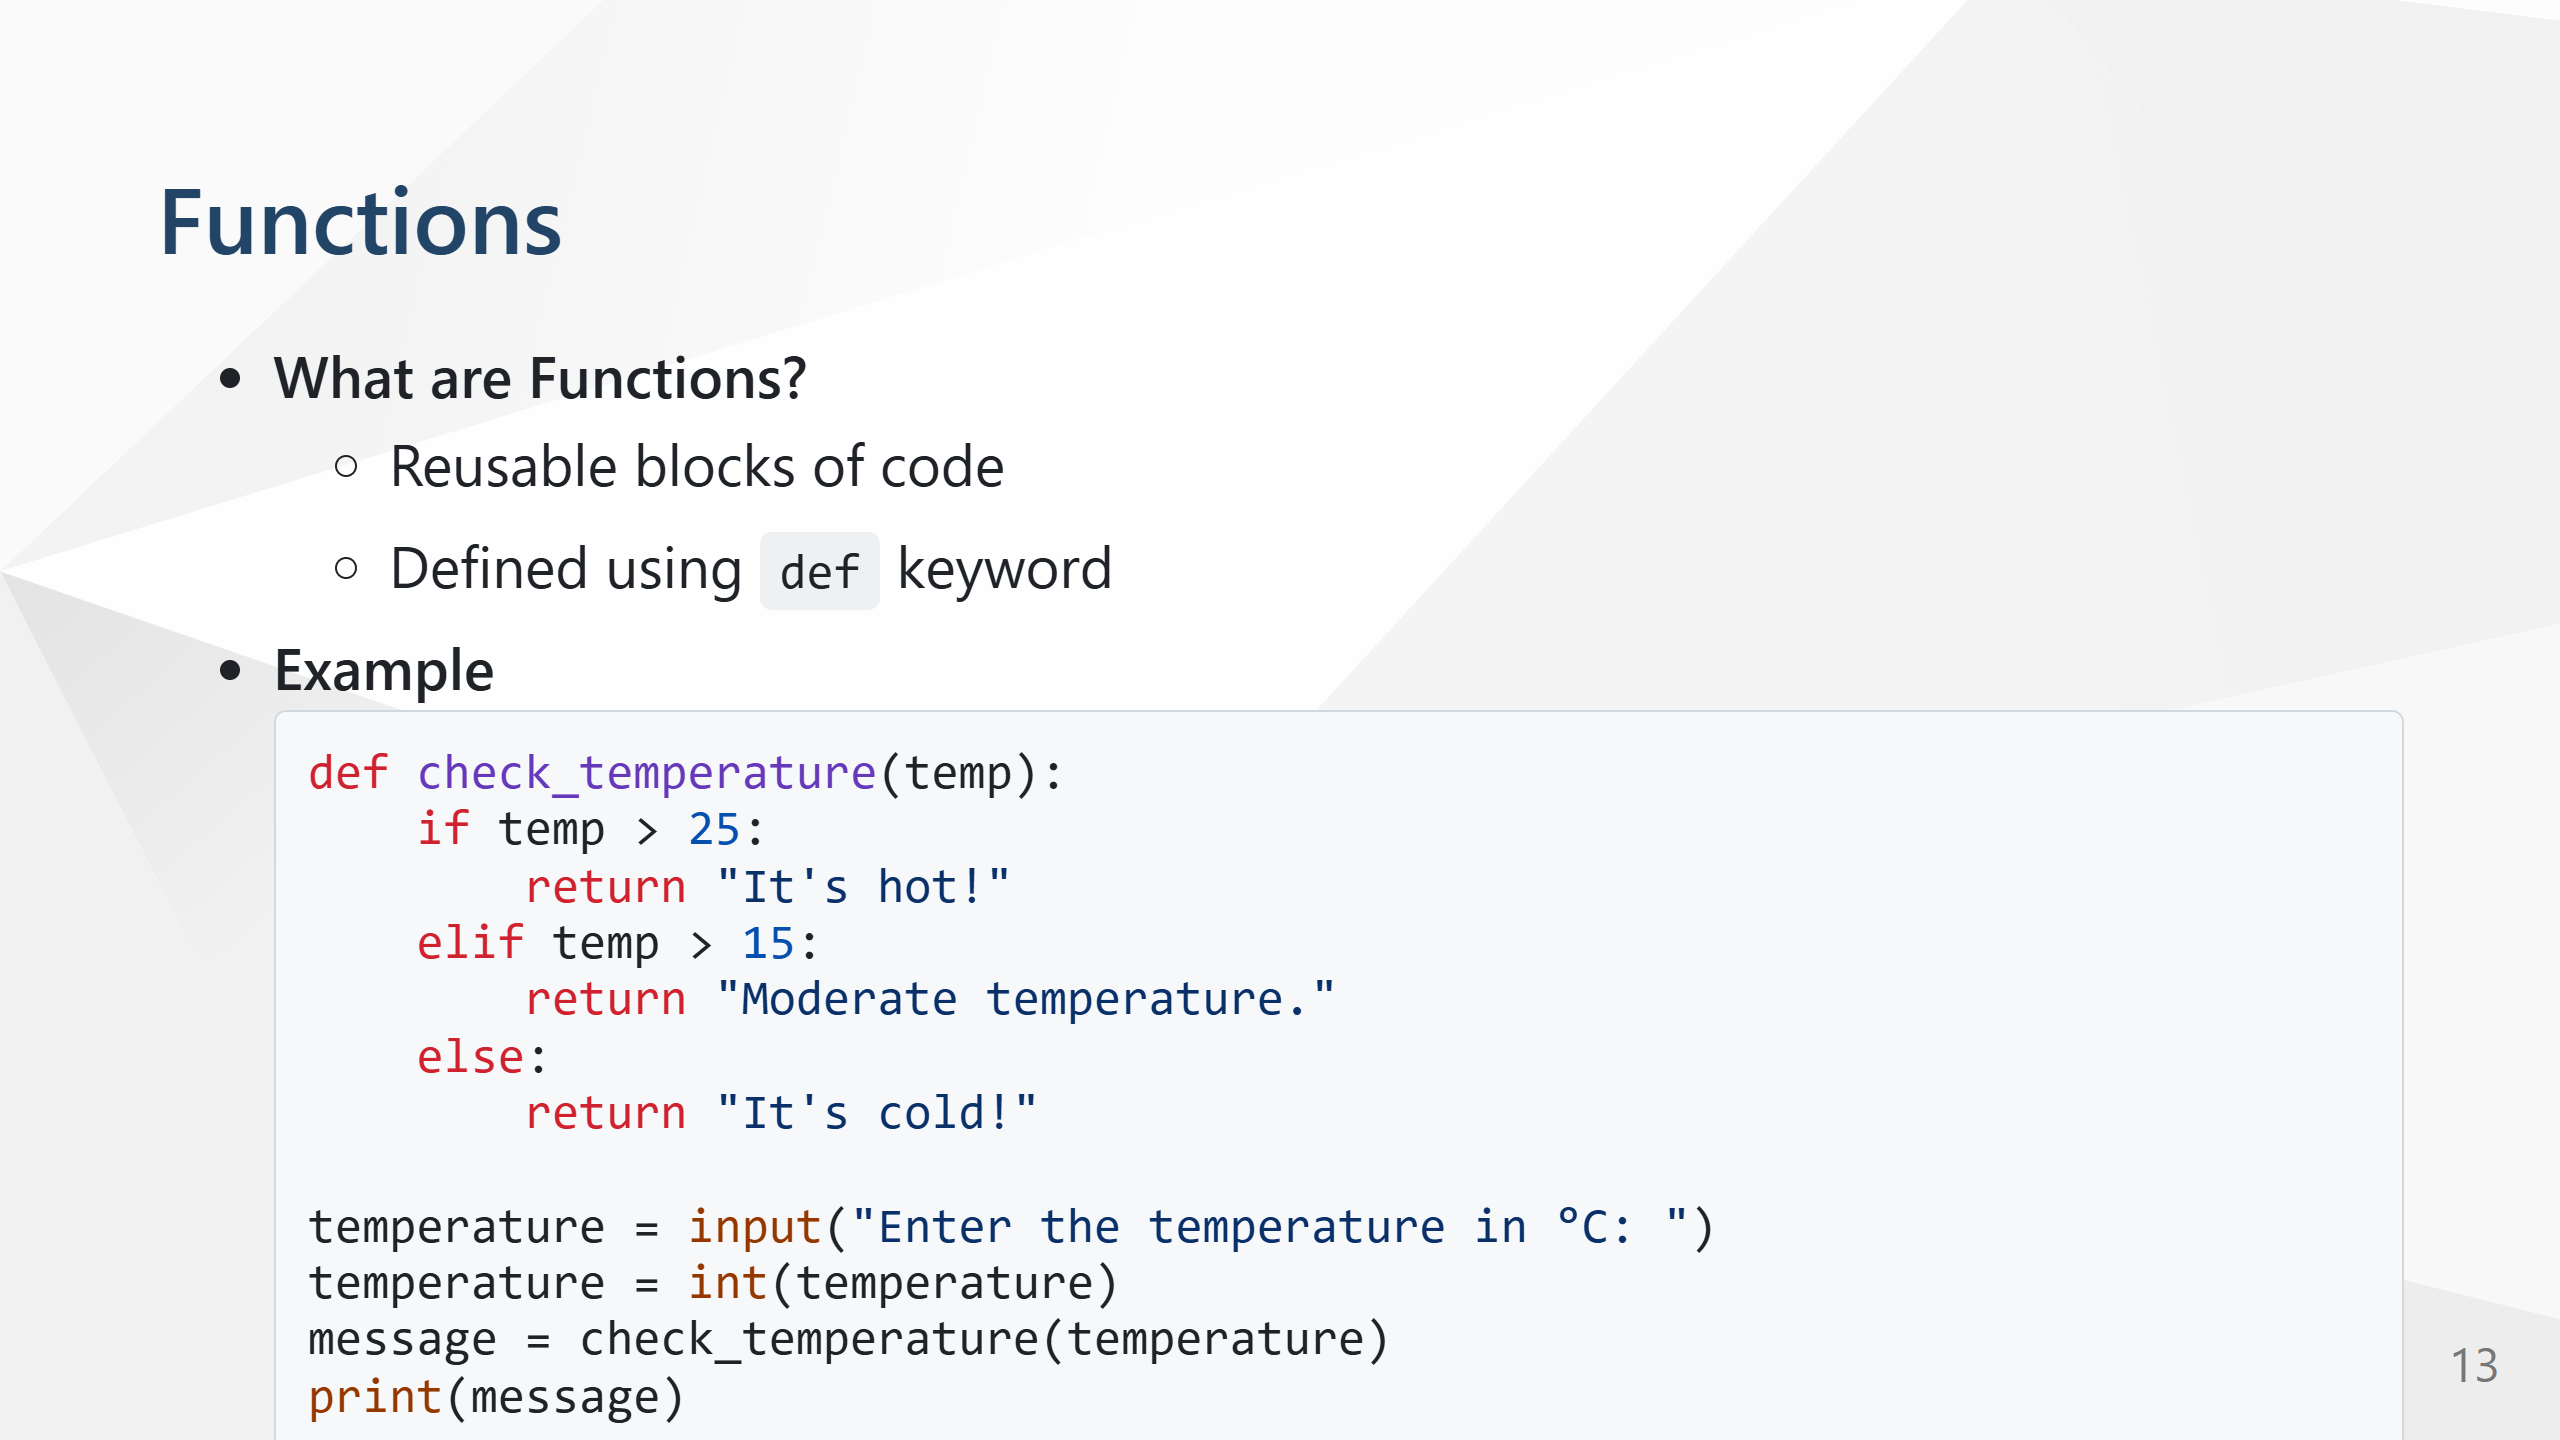 Functions
• What are Functions?
○ Reusable blocks of code
○ Defined using def keyword
• Example
def check_temperature(temp):
    if temp > 25:
        return "It's hot!"
    elif temp > 15:
        return "Moderate temperature."
    else:
        return "It's cold!"

temperature = input("Enter the temperature in °C: ")
temperature = int(temperature)
message = check_temperature(temperature)
print(message)
13